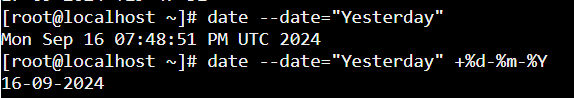 [root@localhost ~]# date --date="Yesterday"
Mon Sep 16 07:48:51 PM UTC 2024
[root@localhost ~]# date --date="Yesterday" +%d-%m-%Y
16-09-2024